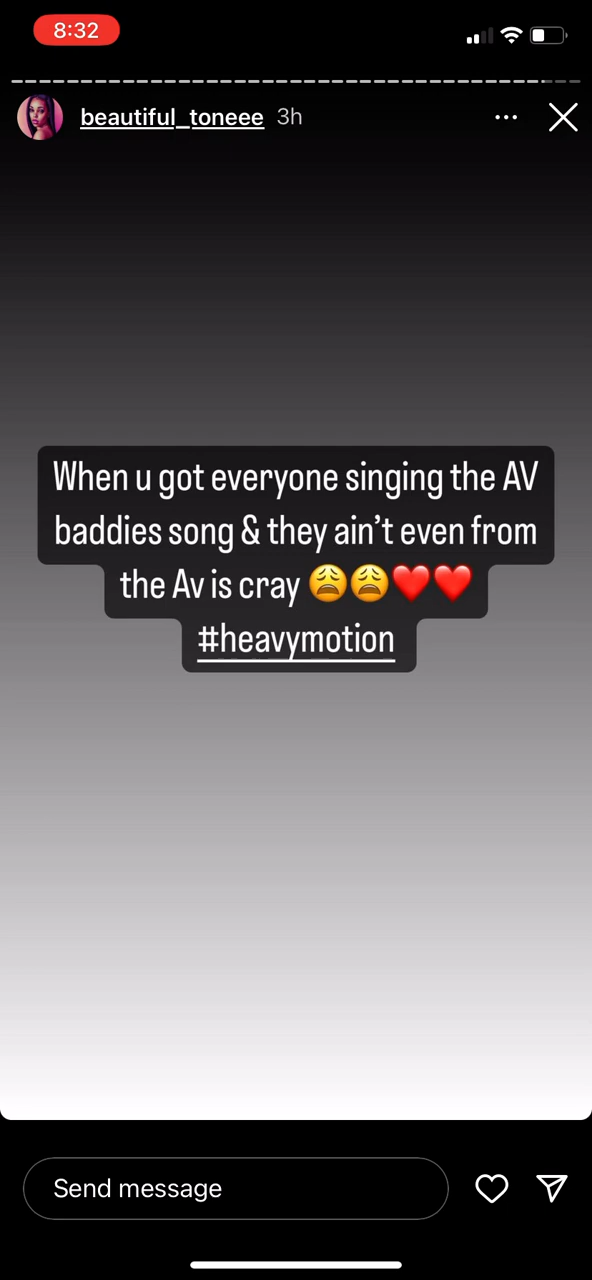 8:32
beautiful_toneee 3h
When u got everyone singing the AV
baddies song & they ain't even from
the Av is cray 😩😩❤️❤️
#heavymotion
Send message